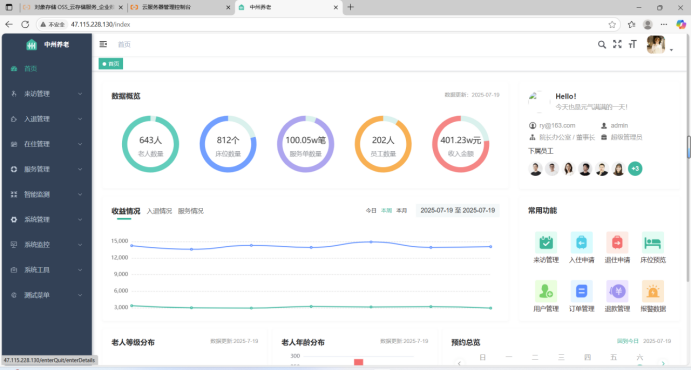 对象存储 OSS_云存储服务_企业
云服务器管理控制台
中州养老
不安全 47.115.228.130/index
中州养老
首页
首页
首页
来访管理
入退管理
在住管理
服务管理
智能监测
系统管理
系统监控
系统工具
测试菜单
数据概览
数据更新：2025-07-19
643人
老人数量
812个
床位数量
100.05w笔
服务单数量
202人
员工数量
401.23w元
收入金额
Hello!
今天也是元气满满的一天!
ry@163.com
admin
院长办公室 / 董事长
超级管理员
下属员工
+3
收益情况 入退情况 服务情况
今日 本周 本月
2025-07-19 至 2025-07-19
15,000
12,000
9,000
6,000
3,000
常用功能
来访管理
入住申请
退住申请
床位预览
用户管理
订单管理
退款管理
报警数据
老人等级分布
数据更新 2025-7-19
老人年龄分布
数据更新 2025-7-19
300
预约总览
回到今日 2025-07-19
日 一 二 三 四 五 六
47.115.228.130/enterQuit/enterDetails